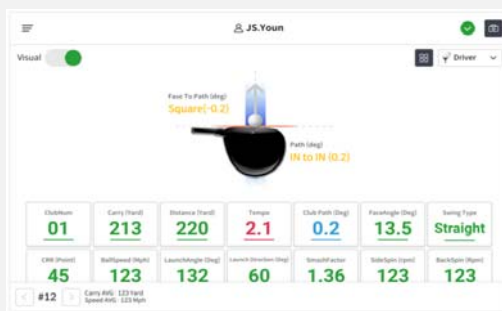 JS.Youn
Visual
Driver
Face To Path (deg)
Square(-0.2)
Path (deg)
IN to IN (0.2)
ClubNum
01
Carry (Yard)
213
Distance (Yard)
220
Tempo
2.1
Club Path (Deg)
0.2
FaceAngle (Deg)
13.5
Swing Type
Straight
CMR (Point)
45
BallSpeed (Mph)
123
LaunchAngle (Deg)
132
Launch Direction (Deg)
60
SmashFactor
1.36
SideSpin (rpm)
123
BackSpin (Rpm)
123
#12
Carry AVG : 123 Yard
Speed AVG : 123 Mph